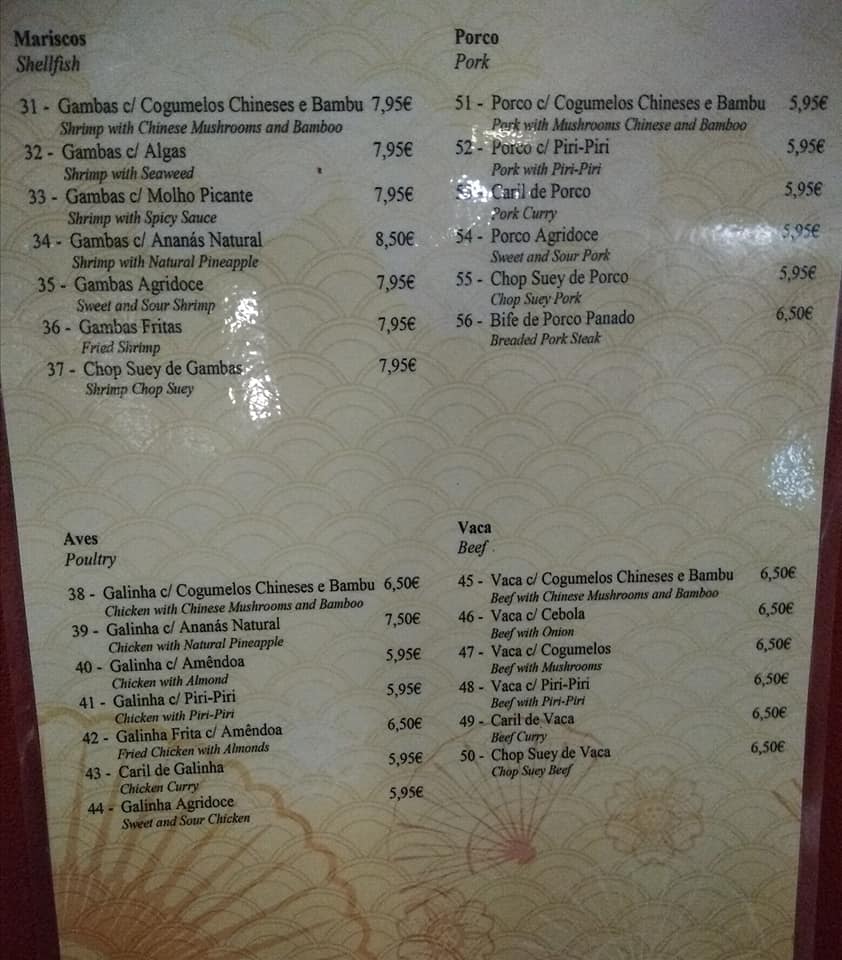 Mariscos
Shellfish
31 - Gambas c/ Cogumelos Chineses e Bambu 7,95€
Shrimp with Chinese Mushrooms and Bamboo
32 - Gambas c/ Algas 7,95€
Shrimp with Seaweed
33 - Gambas c/ Molho Picante 7,95€
Shrimp with Spicy Sauce
34 - Gambas c/ Ananás Natural 8,50€
Shrimp with Natural Pineapple
35 - Gambas Agridoce 7,95€
Sweet and Sour Shrimp
36 - Gambas Fritas 7,95€
Fried Shrimp
37 - Chop Suey de Gambas 7,95€
Shrimp Chop Suey
Porco
Pork
51 - Porco c/ Cogumelos Chineses e Bambu 5,95€
Pork with Mushrooms Chinese and Bamboo
52 - Porco c/ Piri-Piri 5,95€
Pork with Piri-Piri
53 - Caril de Porco 5,95€
Pork Curry
54 - Porco Agridoce 5,95€
Sweet and Sour Pork
55 - Chop Suey de Porco 5,95€
Chop Suey Pork
56 - Bife de Porco Panado 6,50€
Breaded Pork Steak
Aves
Poultry
38 - Galinha c/ Cogumelos Chineses e Bambu 6,50€
Chicken with Chinese Mushrooms and Bamboo
39 - Galinha c/ Ananás Natural 7,50€
Chicken with Natural Pineapple
40 - Galinha c/ Amêndoa 5,95€
Chicken with Almond
41 - Galinha c/ Piri-Piri 5,95€
Chicken with Piri-Piri
42 - Galinha Frita c/ Amêndoa 6,50€
Fried Chicken with Almonds
43 - Caril de Galinha 5,95€
Chicken Curry
44 - Galinha Agridoce 5,95€
Sweet and Sour Chicken
Vaca
Beef
45 - Vaca c/ Cogumelos Chineses e Bambu 6,50€
Beef with Chinese Mushrooms and Bamboo
46 - Vaca c/ Cebola 6,50€
Beef with Onion
47 - Vaca c/ Cogumelos 6,50€
Beef with Mushrooms
48 - Vaca c/ Piri-Piri 6,50€
Beef with Piri-Piri
49 - Caril de Vaca 6,50€
Beef Curry
50 - Chop Suey de Vaca 6,50€
Chop Suey Beef